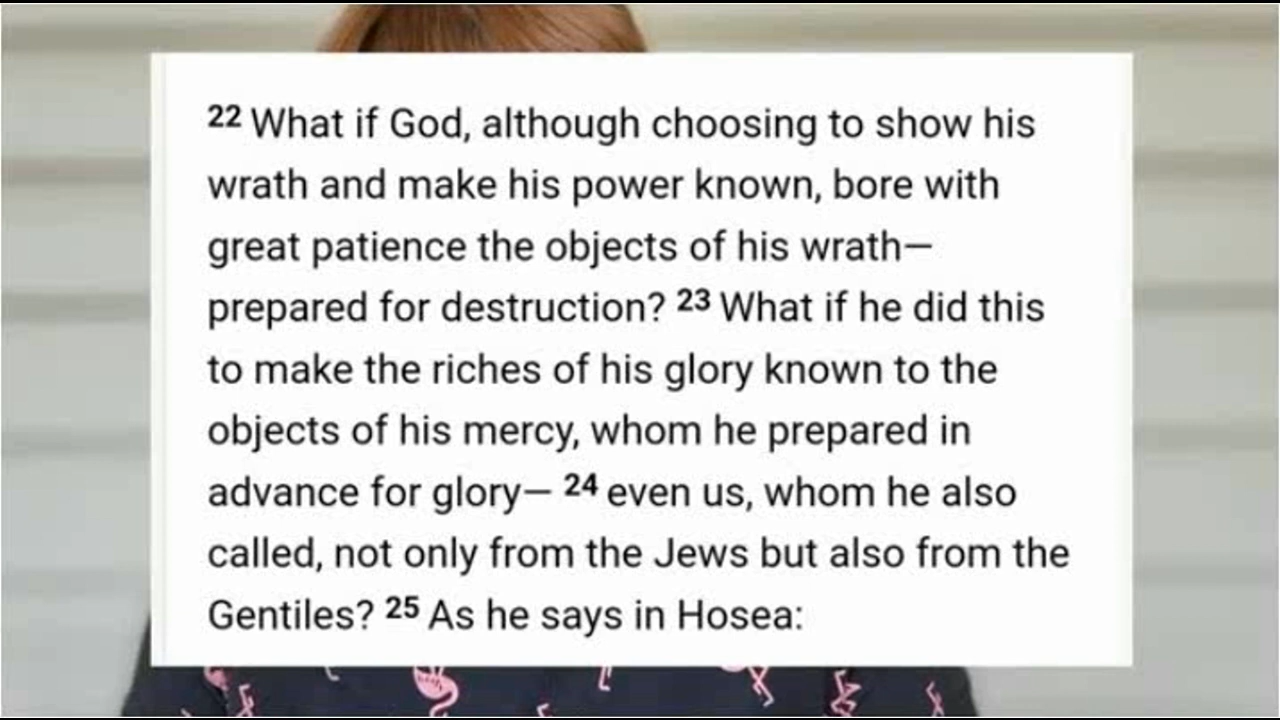 22 What if God, although choosing to show his
wrath and make his power known, bore with
great patience the objects of his wrath—
prepared for destruction? 23 What if he did this
to make the riches of his glory known to the
objects of his mercy, whom he prepared in
advance for glory— 24 even us, whom he also
called, not only from the Jews but also from the
Gentiles? 25 As he says in Hosea: